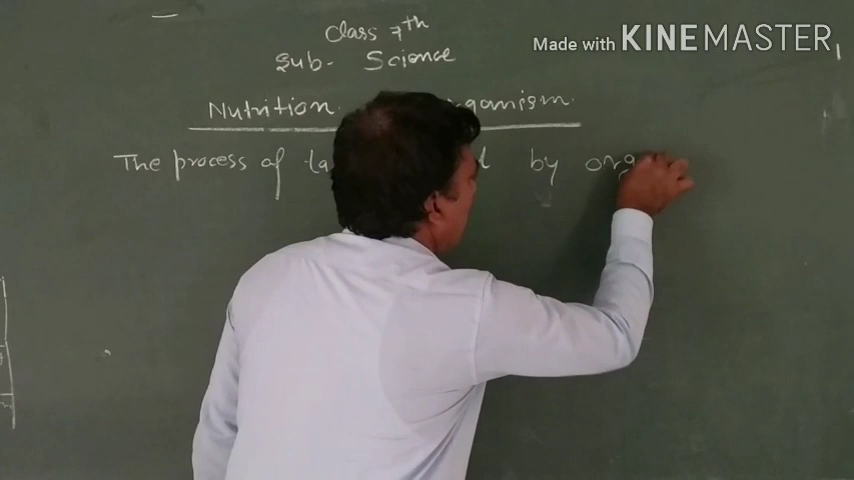 Made with KINEMASTER
Class 7th
Sub- Science
Nutrition
The process of by